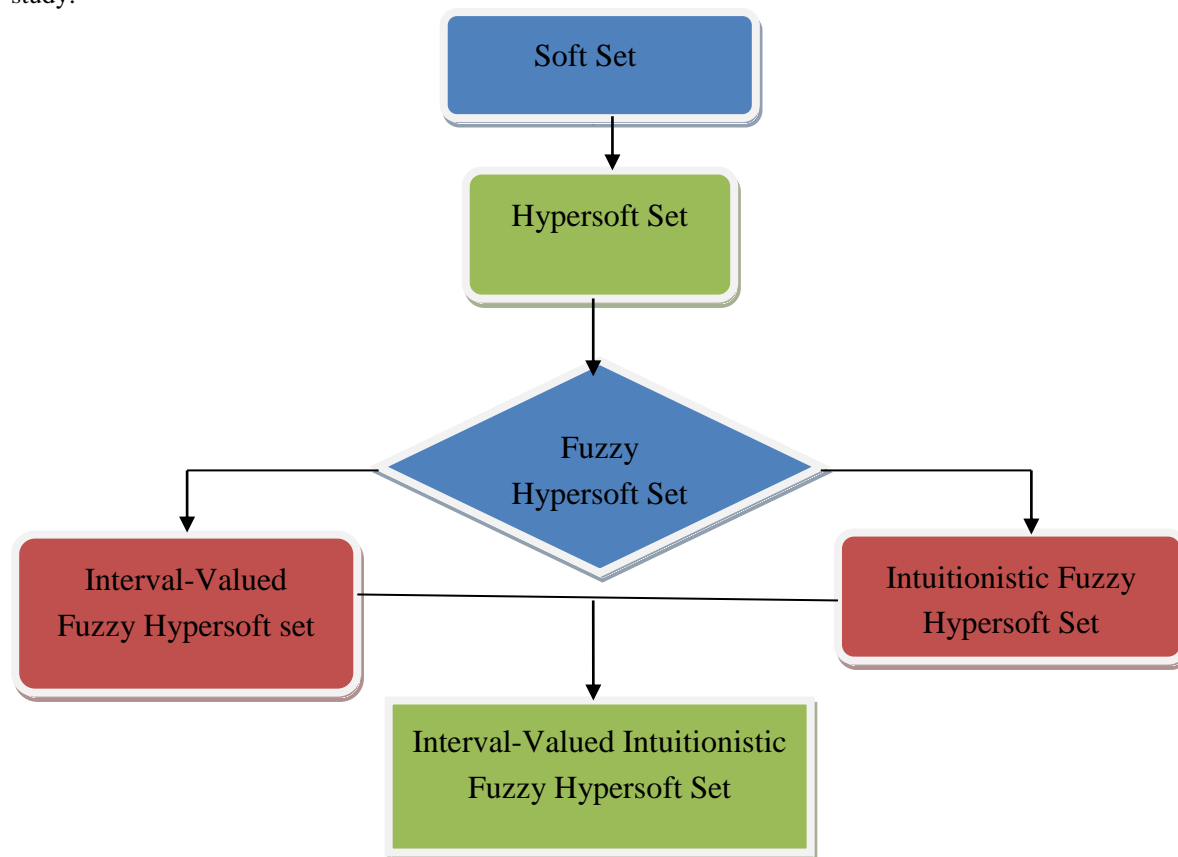 study.
Soft Set
Hypersoft Set
Fuzzy
Hypersoft Set
Interval-Valued
Fuzzy Hypersoft set
Intuitionistic Fuzzy
Hypersoft Set
Interval-Valued Intuitionistic
Fuzzy Hypersoft Set